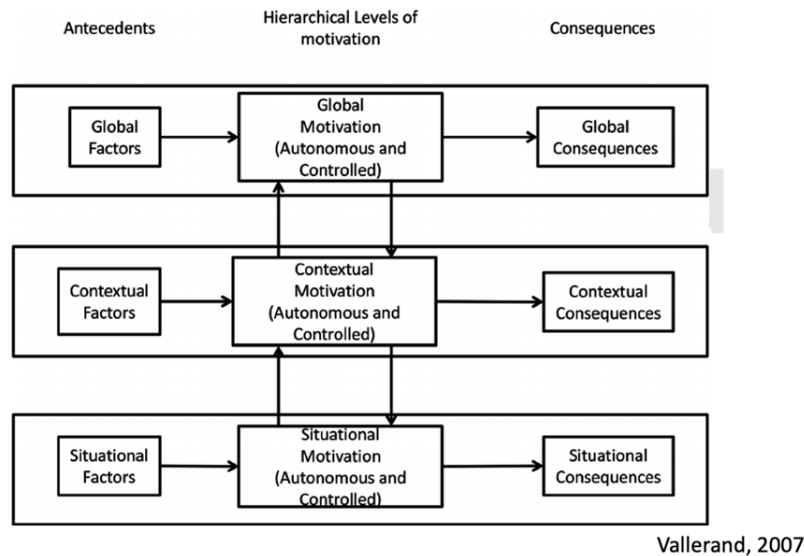 Antecedents
Hierarchical Levels of
motivation
Consequences
Global
Factors
Global
Motivation
(Autonomous and
Controlled)
Global
Consequences
Contextual
Factors
Contextual
Motivation
(Autonomous and
Controlled)
Contextual
Consequences
Situational
Factors
Situational
Motivation
(Autonomous and
Controlled)
Situational
Consequences
Vallerand, 2007